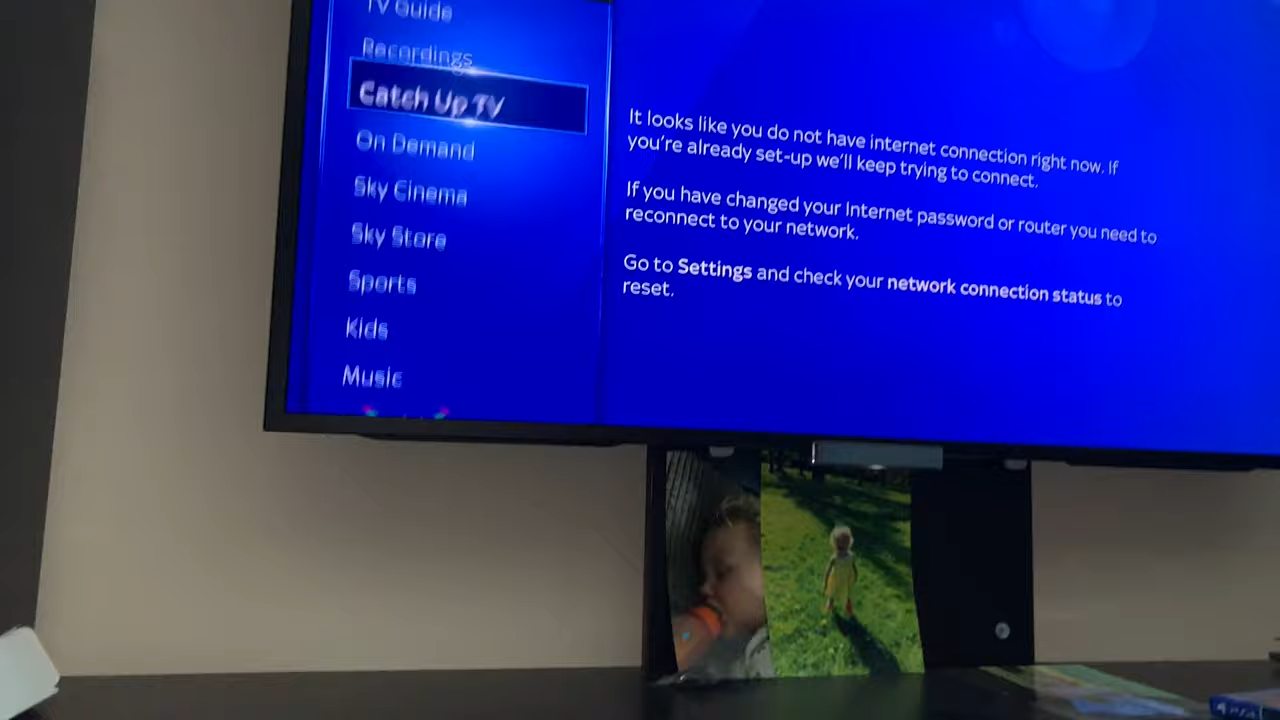 TV Guide
Recordings
Catch Up TV
On Demand
Sky Cinema
Sky Store
Sports
Kids
Music
It looks like you do not have internet connection right now. If
you're already set-up we'll keep trying to connect.
If you have changed your Internet password or router you need to
reconnect to your network.
Go to Settings and check your network connection status to
reset.